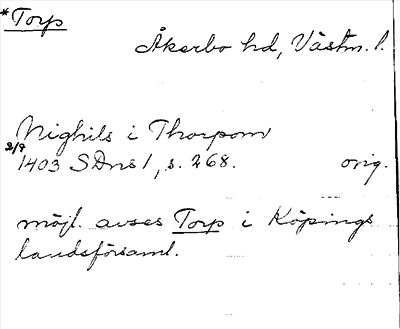 *Torp
Åkerbo hd, Västm. l.
Nighils i Thorpom
3/7 1403 SDns 1, s. 268. orig.
möjl. avses Torp i Köpings
landsförsaml.